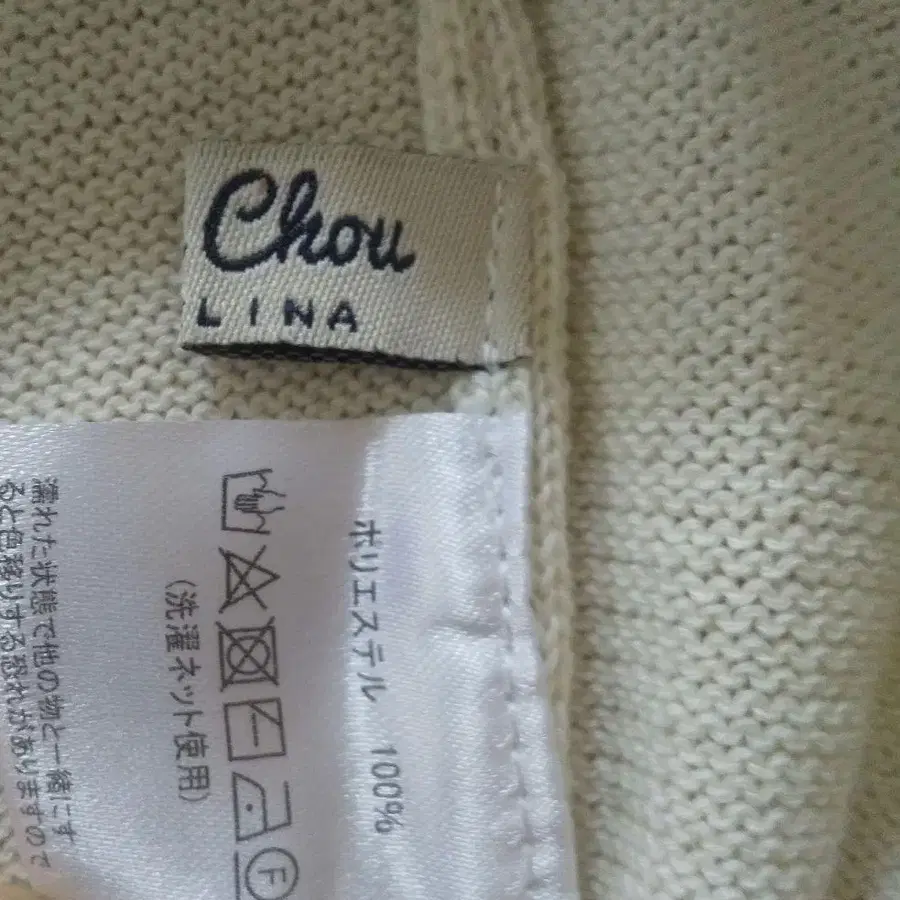 Chou
LINA
ポリエステル 100%
F
(洗濯ネット使用)
濡れた状態で他の物と一緒にす
ると色移りする恐れがありますので